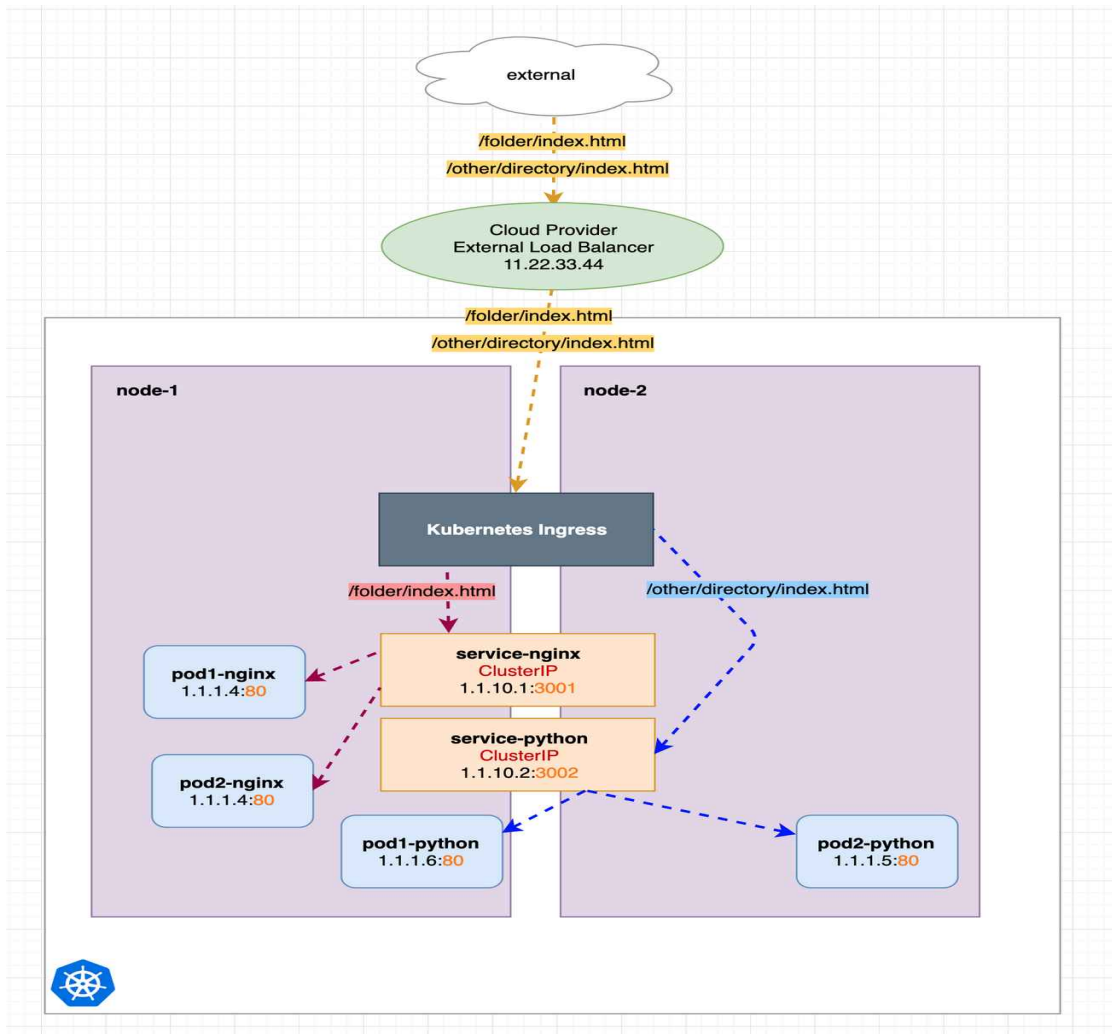 external
/folder/index.html
/other/directory/index.html
Cloud Provider
External Load Balancer
11.22.33.44
/folder/index.html
/other/directory/index.html
node-1
node-2
Kubernetes Ingress
/folder/index.html
/other/directory/index.html
service-nginx
ClusterIP
1.1.10.1:3001
pod1-nginx
1.1.1.4:80
service-python
ClusterIP
1.1.10.2:3002
pod2-nginx
1.1.1.4:80
pod1-python
1.1.1.6:80
pod2-python
1.1.1.5:80